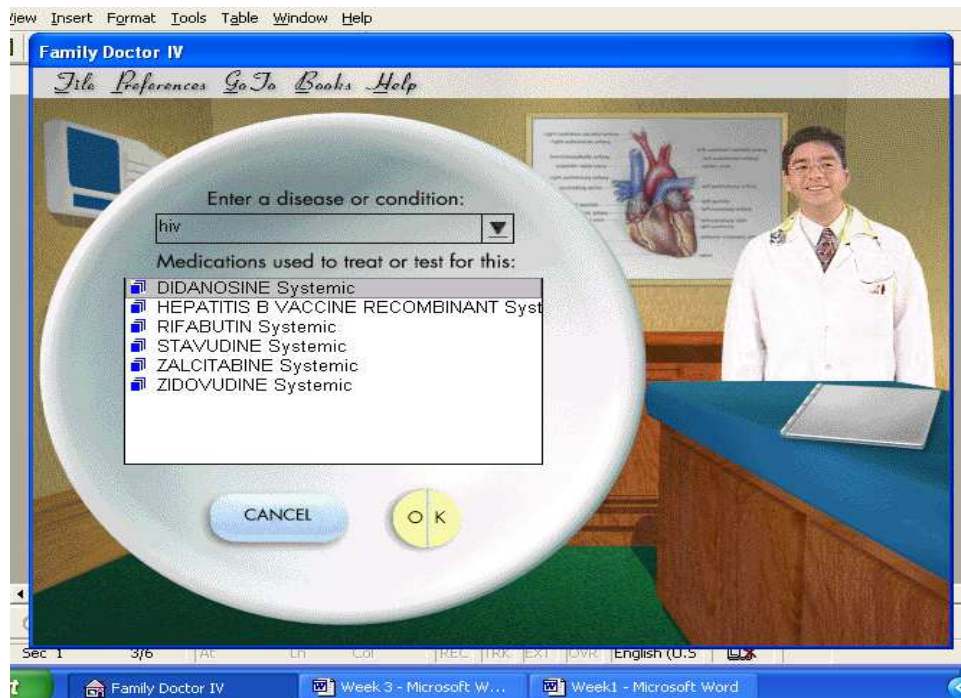 View Insert Format Tools Table Window Help
Family Doctor IV
File Preferences Go To Books Help
Enter a disease or condition:
hiv
Medications used to treat or test for this:
DIDANOSINE Systemic
HEPATITIS B VACCINE RECOMBINANT Syst
RIFABUTIN Systemic
STAVUDINE Systemic
ZALCITABINE Systemic
ZIDOVUDINE Systemic
CANCEL
O K
Sec 1 3/6 At Ln Col REC TRK EXT OVR English (U.S
Family Doctor IV Week 3 - Microsoft W... Week1 - Microsoft Word